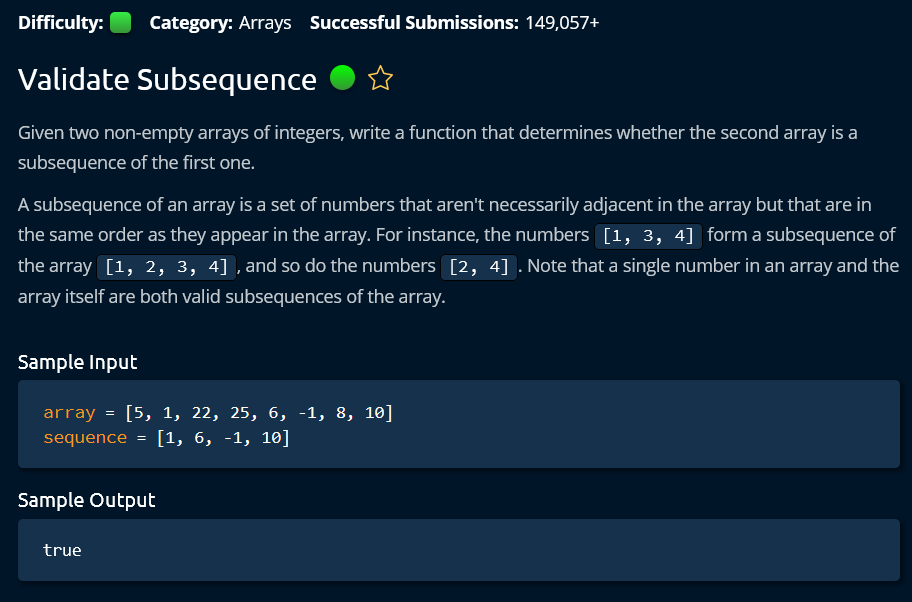 Difficulty: Category: Arrays Successful Submissions: 149,057+
Validate Subsequence
Given two non-empty arrays of integers, write a function that determines whether the second array is a
subsequence of the first one.
A subsequence of an array is a set of numbers that aren't necessarily adjacent in the array but that are in
the same order as they appear in the array. For instance, the numbers [1, 3, 4] form a subsequence of
the array [1, 2, 3, 4], and so do the numbers [2, 4]. Note that a single number in an array and the
array itself are both valid subsequences of the array.
Sample Input
array = [5, 1, 22, 25, 6, -1, 8, 10]
sequence = [1, 6, -1, 10]
Sample Output
true